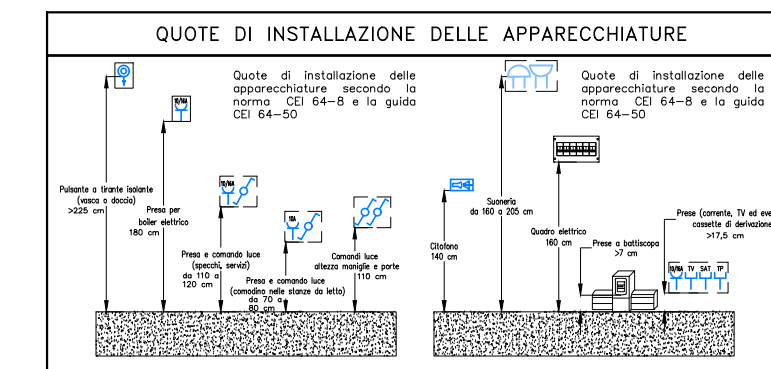 QUOTE DI INSTALLAZIONE DELLE APPARECCHIATURE
Quote di installazione delle
apparecchiature secondo la
norma CEI 64-8 e la guida
CEI 64-50
10/16A
Pulsante a tirante isolante
(vasca o doccia)
>225 cm
Presa per
boiler elettrico
180 cm
10/16A
Presa e comando luce
(specchi, servizi)
da 110 a
120 cm
10A
Presa e comando luce
(comodino nelle stanze da letto)
da 70 a
80 cm
Comandi luce
altezza maniglie e porte
110 cm
Quote di installazione delle
apparecchiature secondo la
norma CEI 64-8 e la guida
CEI 64-50
Citofono
140 cm
Suoneria
da 160 a 205 cm
Quadro elettrico
160 cm
Prese a battiscopa
>7 cm
Prese (corrente, TV ed eve
cassette di derivazione
>17,5 cm
10/16A TV SAT TP